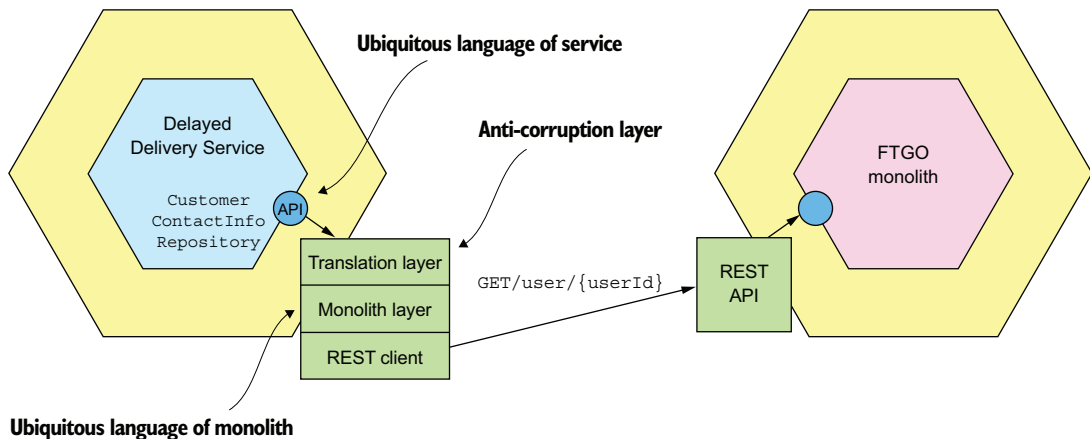 Ubiquitous language of service
Delayed
Delivery Service
Customer
ContactInfo
Repository
API
Anti-corruption layer
Translation layer
Monolith layer
REST client
GET/user/{userId}
REST
API
FTGO
monolith
Ubiquitous language of monolith